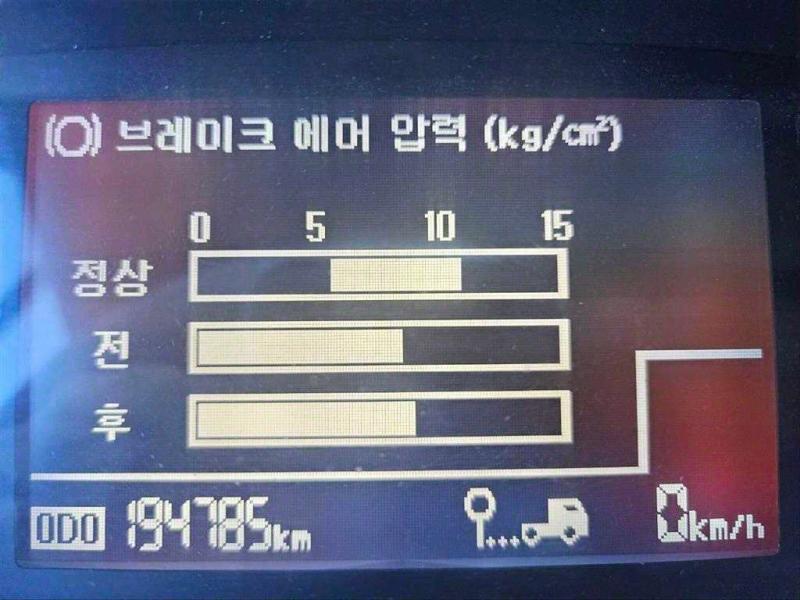 브레이크 에어 압력 (kg/cm²)
0 5 10 15
정상
전
후
ODO 194785km 0km/h